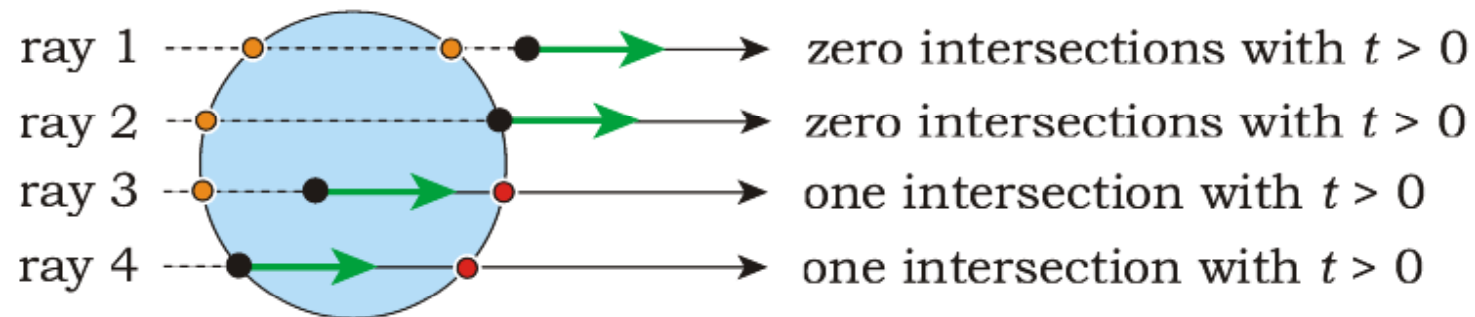 ray 1 zero intersections with t > 0
ray 2 zero intersections with t > 0
ray 3 one intersection with t > 0
ray 4 one intersection with t > 0